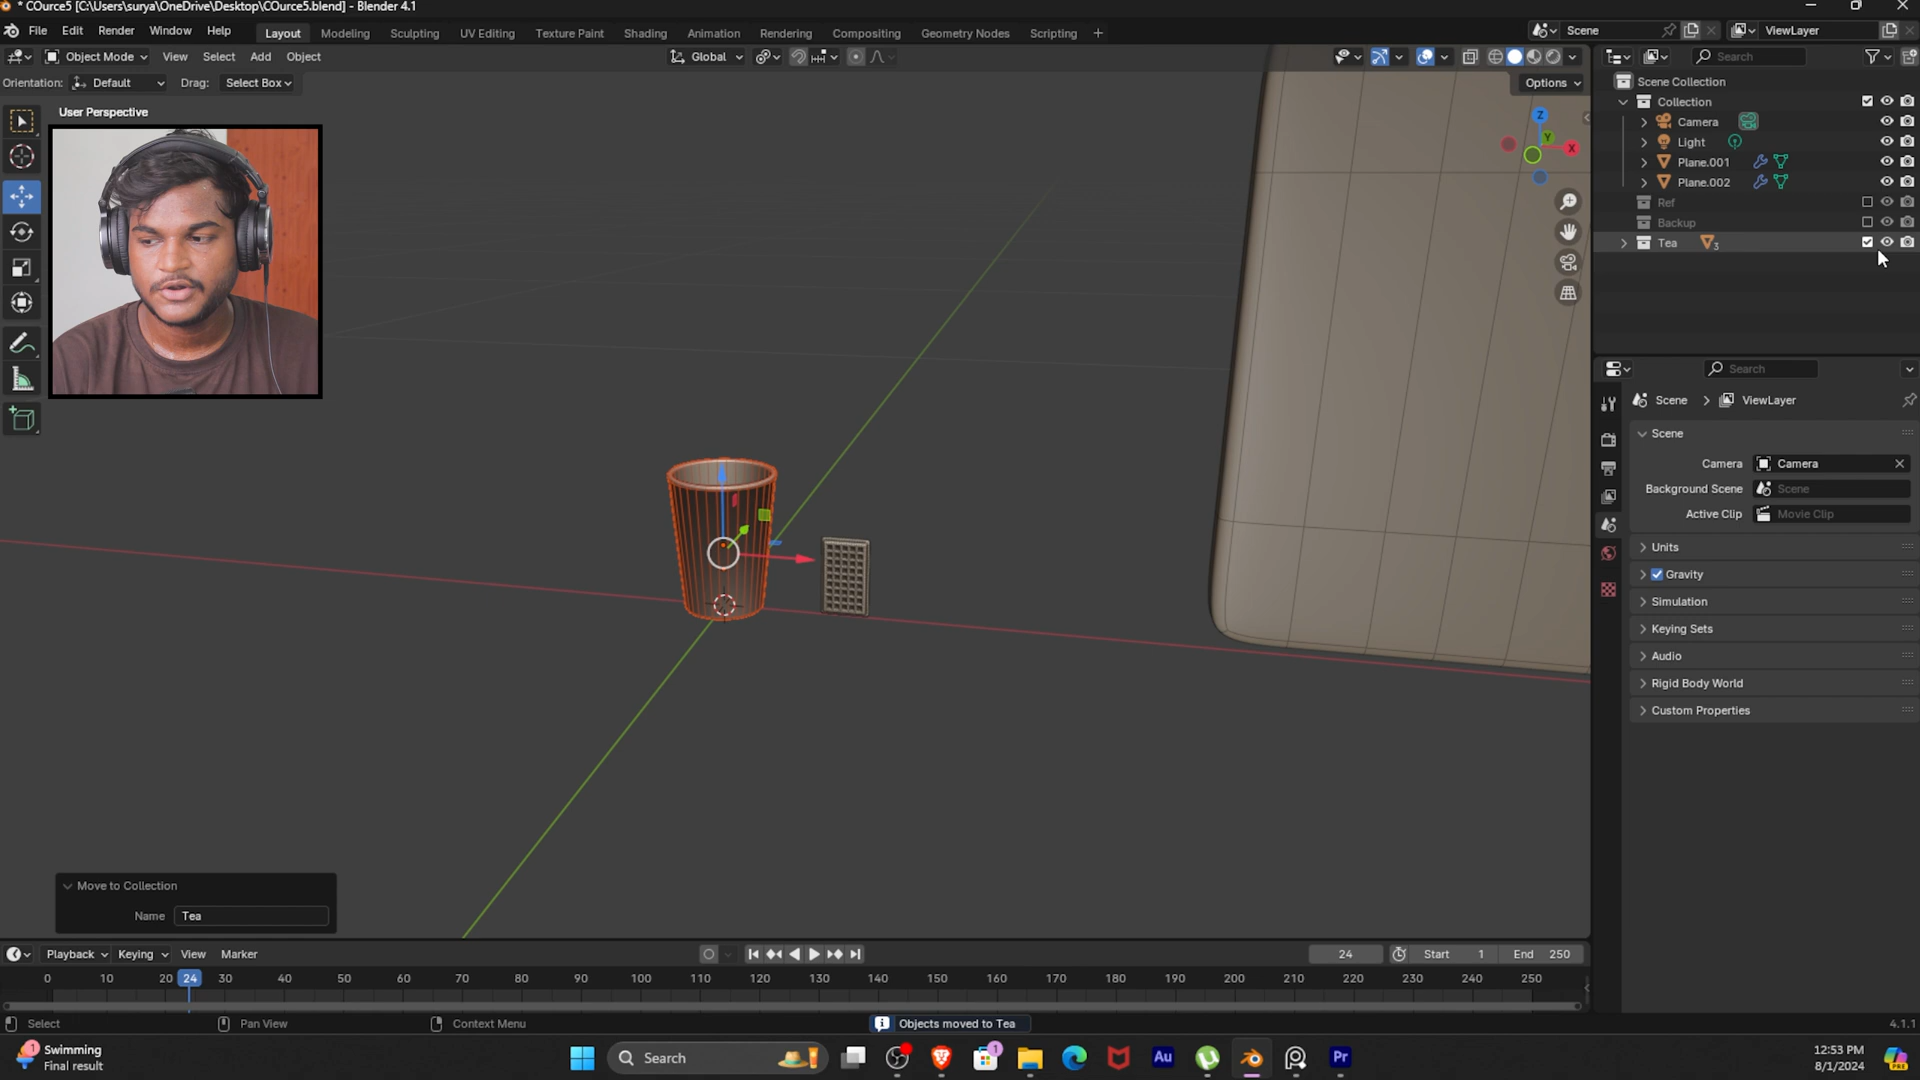 * COurce5 [C:\Users\surya\OneDrive\Desktop\COurce5.blend] - Blender 4.1
File Edit Render Window Help
Layout Modeling Sculpting UV Editing Texture Paint Shading Animation Rendering Compositing Geometry Nodes Scripting +
Scene
ViewLayer
Object Mode View Select Add Object
Global
Search
Orientation: Default Drag: Select Box
Options
User Perspective
Scene Collection
Collection
Camera
Light
Plane.001
Plane.002
Ref
Backup
Tea 3
Z
Y
X
Search
Scene > ViewLayer
Scene
Camera Camera
Background Scene Scene
Active Clip Movie Clip
Units
Gravity
Simulation
Keying Sets
Audio
Rigid Body World
Custom Properties
Move to Collection
Name Tea
Playback Keying View Marker
24 Start 1 End 250
0 10 20 24 30 40 50 60 70 80 90 100 110 120 130 140 150 160 170 180 190 200 210 220 230 240 250
Select Pan View Context Menu
Objects moved to Tea
4.1.1
1
Swimming
Final result
Search
1
Au
Pr
12:53 PM
8/1/2024
PRE